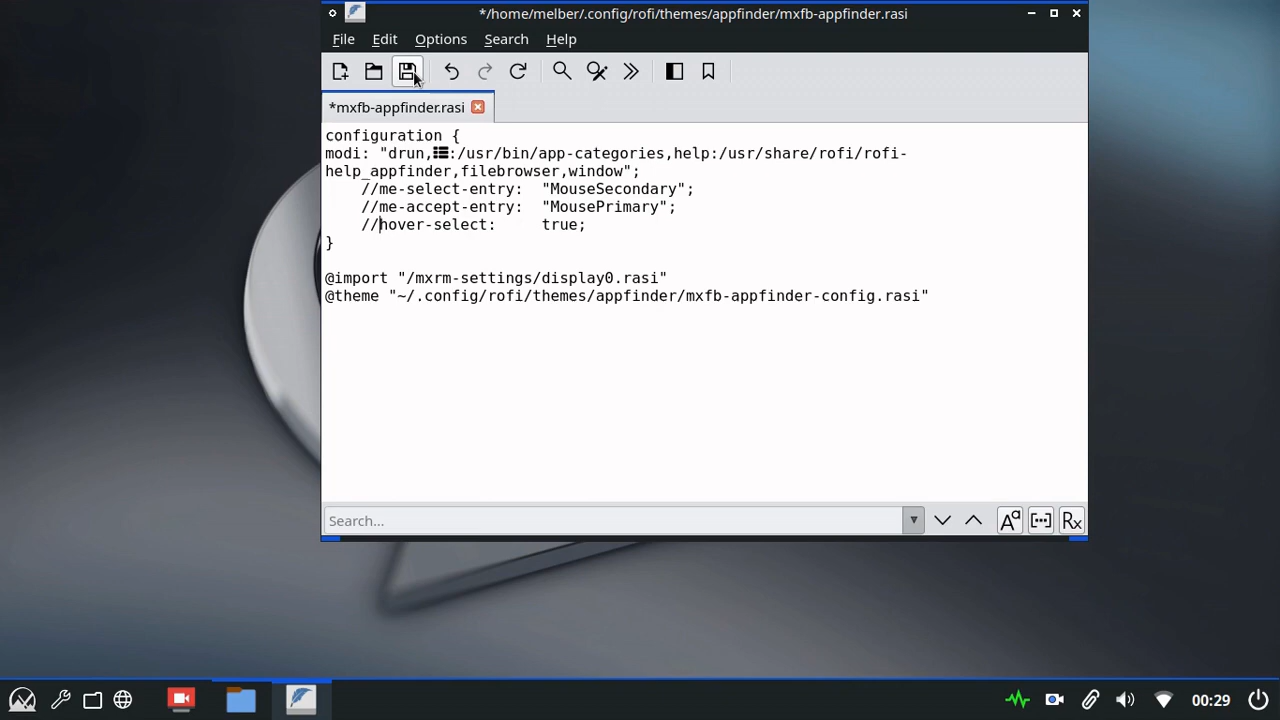 */home/melber/.config/rofi/themes/appfinder/mxfb-appfinder.rasi
File Edit Options Search Help
*mxfb-appfinder.rasi
configuration {
modi: "drun,:/usr/bin/app-categories,help:/usr/share/rofi/rofi-
help_appfinder,filebrowser,window";
    //me-select-entry:  "MouseSecondary";
    //me-accept-entry:  "MousePrimary";
    //hover-select:     true;
}
@import "/mxrm-settings/display0.rasi"
@theme "~/.config/rofi/themes/appfinder/mxfb-appfinder-config.rasi"
Search...
Aa
Rx
00:29